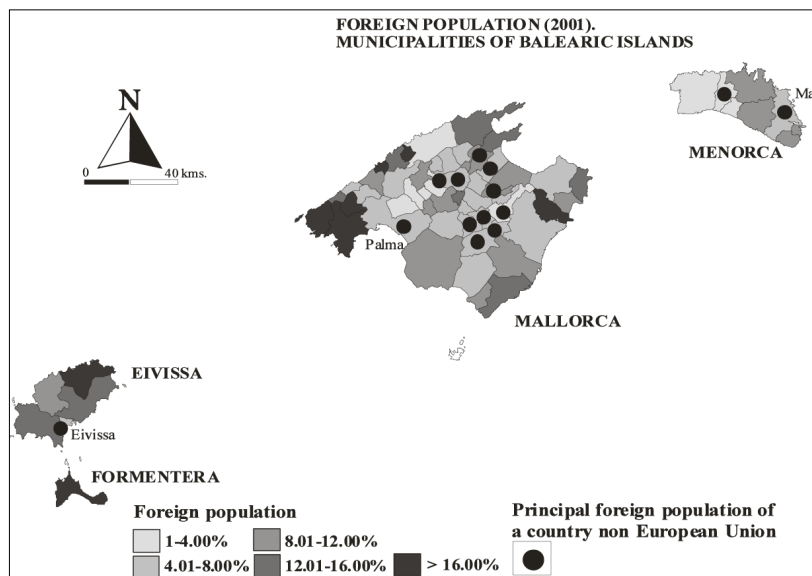 FOREIGN POPULATION (2001).
MUNICIPALITIES OF BALEARIC ISLANDS
N
0 40 kms.
Ma
MENORCA
Palma
MALLORCA
EIVISSA
Eivissa
FORMENTERA
Foreign population
1-4.00%
8.01-12.00%
4.01-8.00%
12.01-16.00%
> 16.00%
Principal foreign population of
a country non European Union